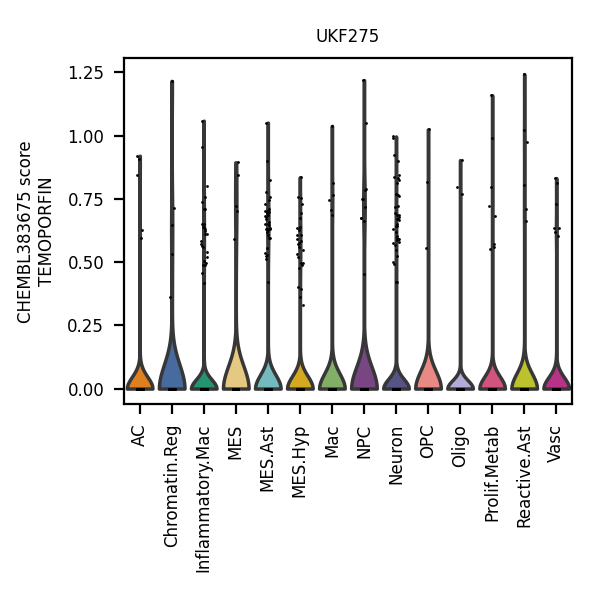 UKF275
CHEMBL383675 score
TEMOPORFIN
1.25
1.00
0.75
0.50
0.25
0.00
AC
Chromatin.Reg
Inflammatory.Mac
MES
MES.Ast
MES.Hyp
Mac
NPC
Neuron
OPC
Oligo
Prolif.Metab
Reactive.Ast
Vasc